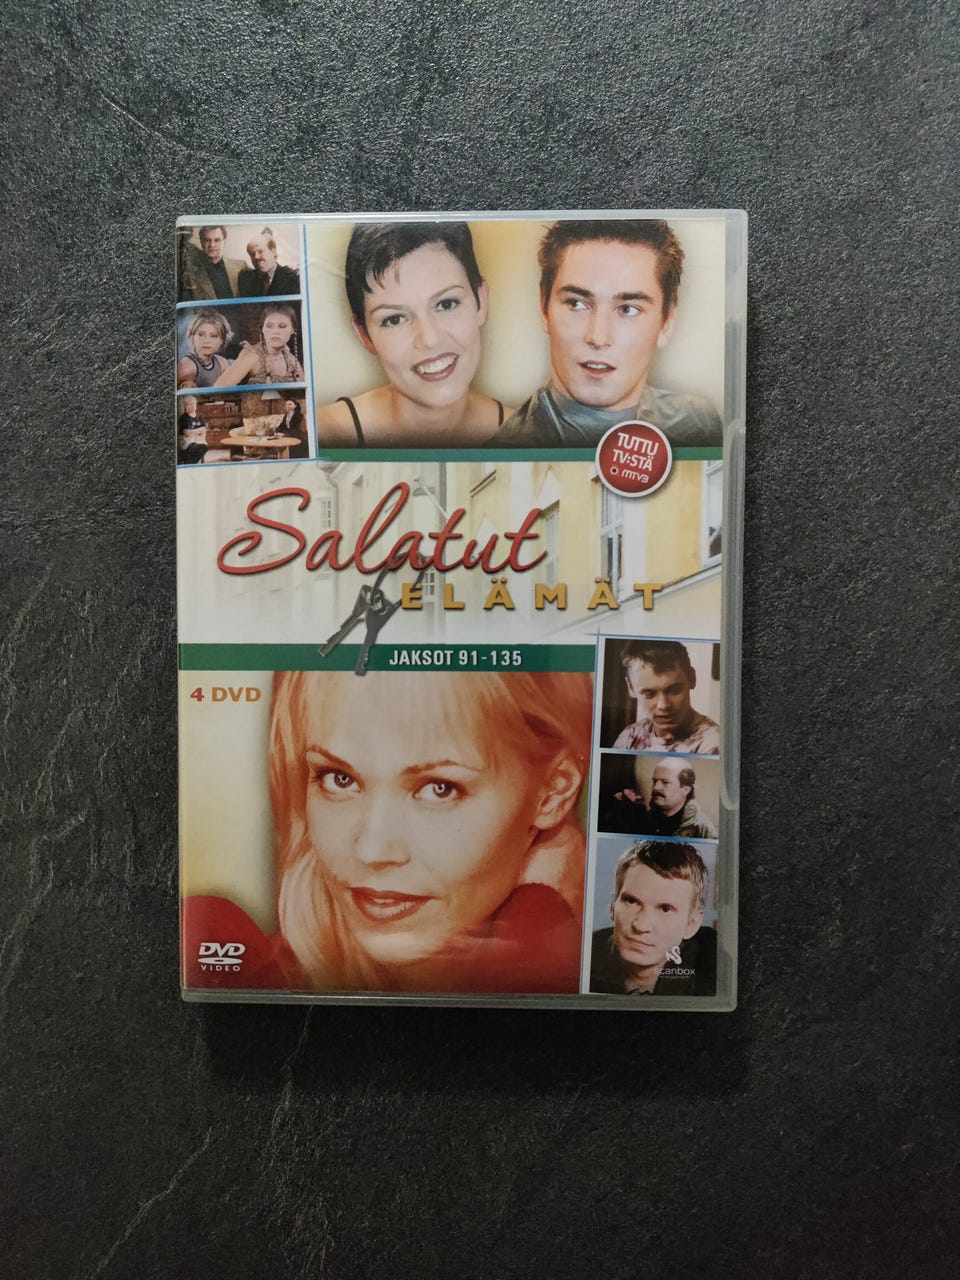 TUTTU
TV:STÄ
MTV3
Salatut
ELÄMÄT
JAKSOT 91-135
4 DVD
DVD
VIDEO
scanbox